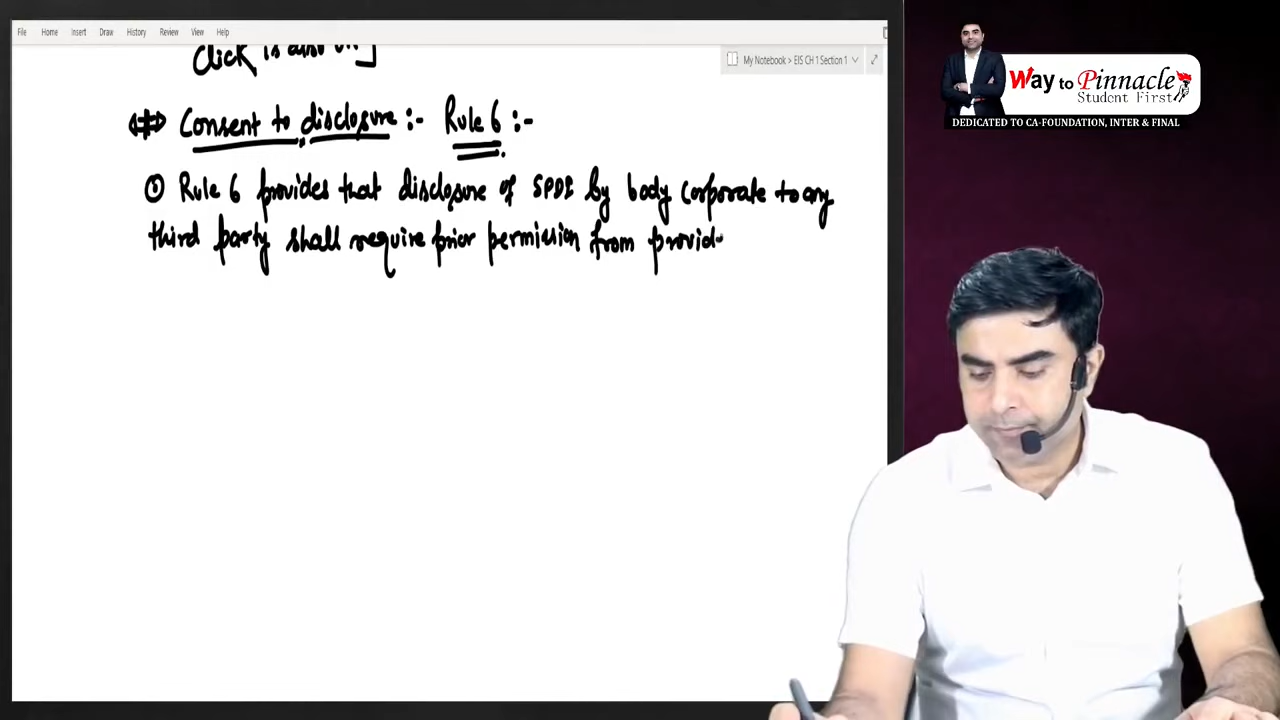 File Home Insert Draw History Review View Help
My Notebook > EIS CH 1 Section 1
Click is also
Consent to disclosure :- Rule 6 :-
① Rule 6 provides that disclosure of SPDI by body corporate to any
third party shall require prior permission from provid
Way to Pinnacle
Student First
DEDICATED TO CA-FOUNDATION, INTER & FINAL